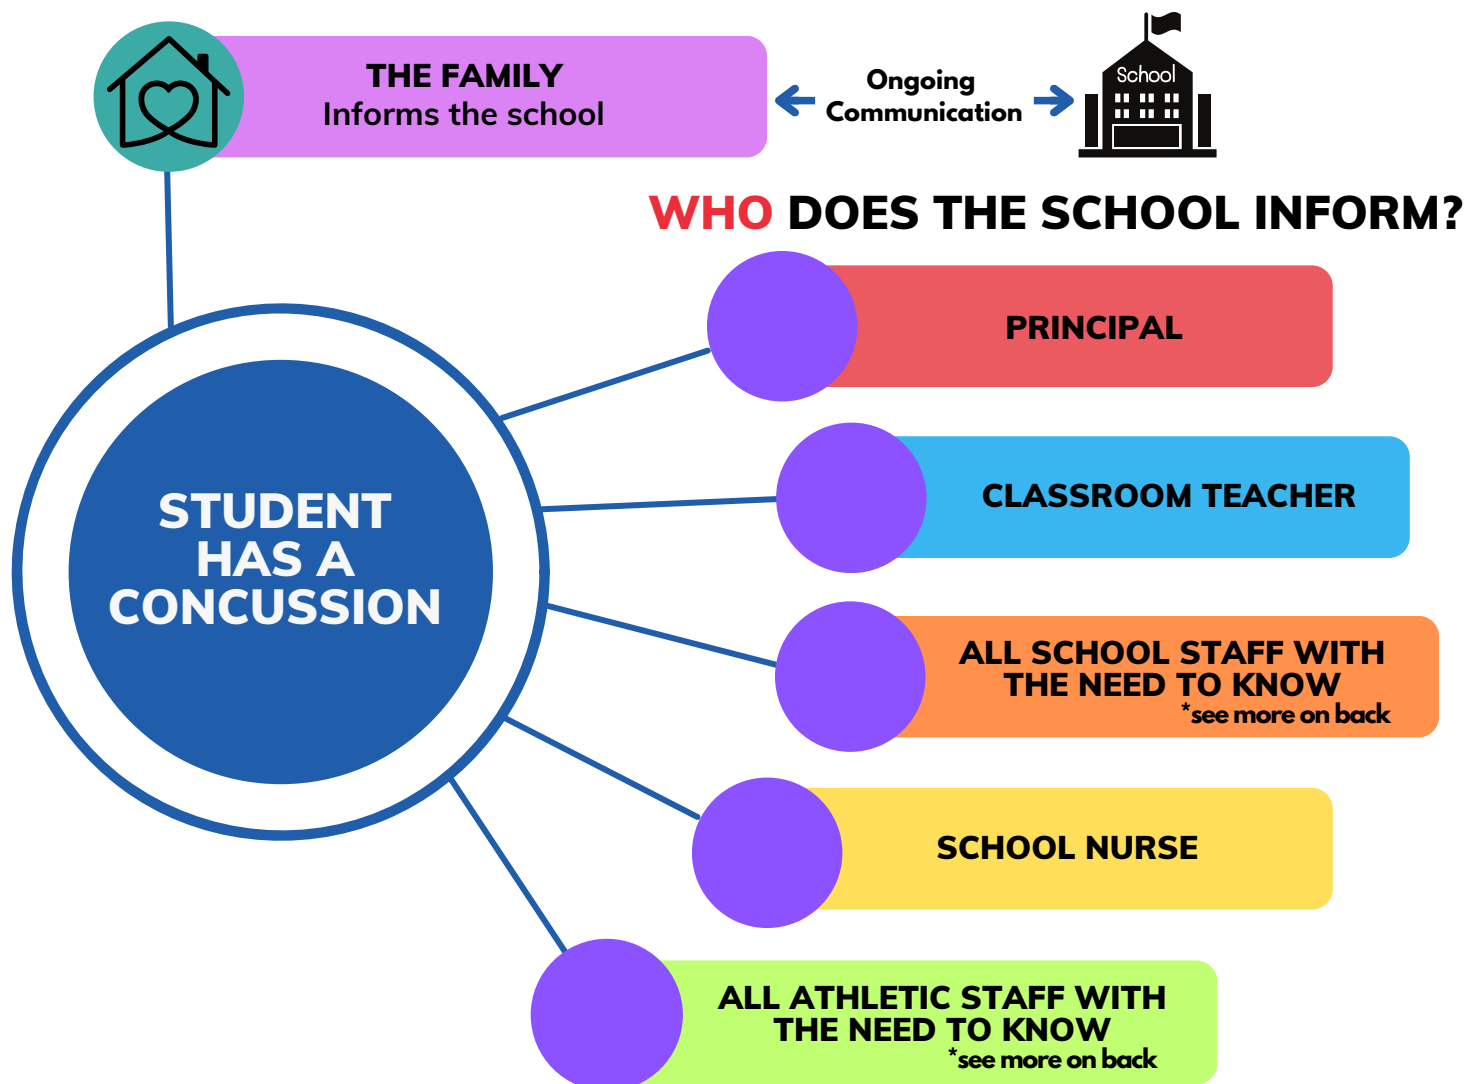 THE FAMILY
Informs the school
Ongoing
Communication
School
WHO DOES THE SCHOOL INFORM?
PRINCIPAL
CLASSROOM TEACHER
STUDENT
HAS A
CONCUSSION
ALL SCHOOL STAFF WITH
THE NEED TO KNOW
*see more on back
SCHOOL NURSE
ALL ATHLETIC STAFF WITH
THE NEED TO KNOW
*see more on back